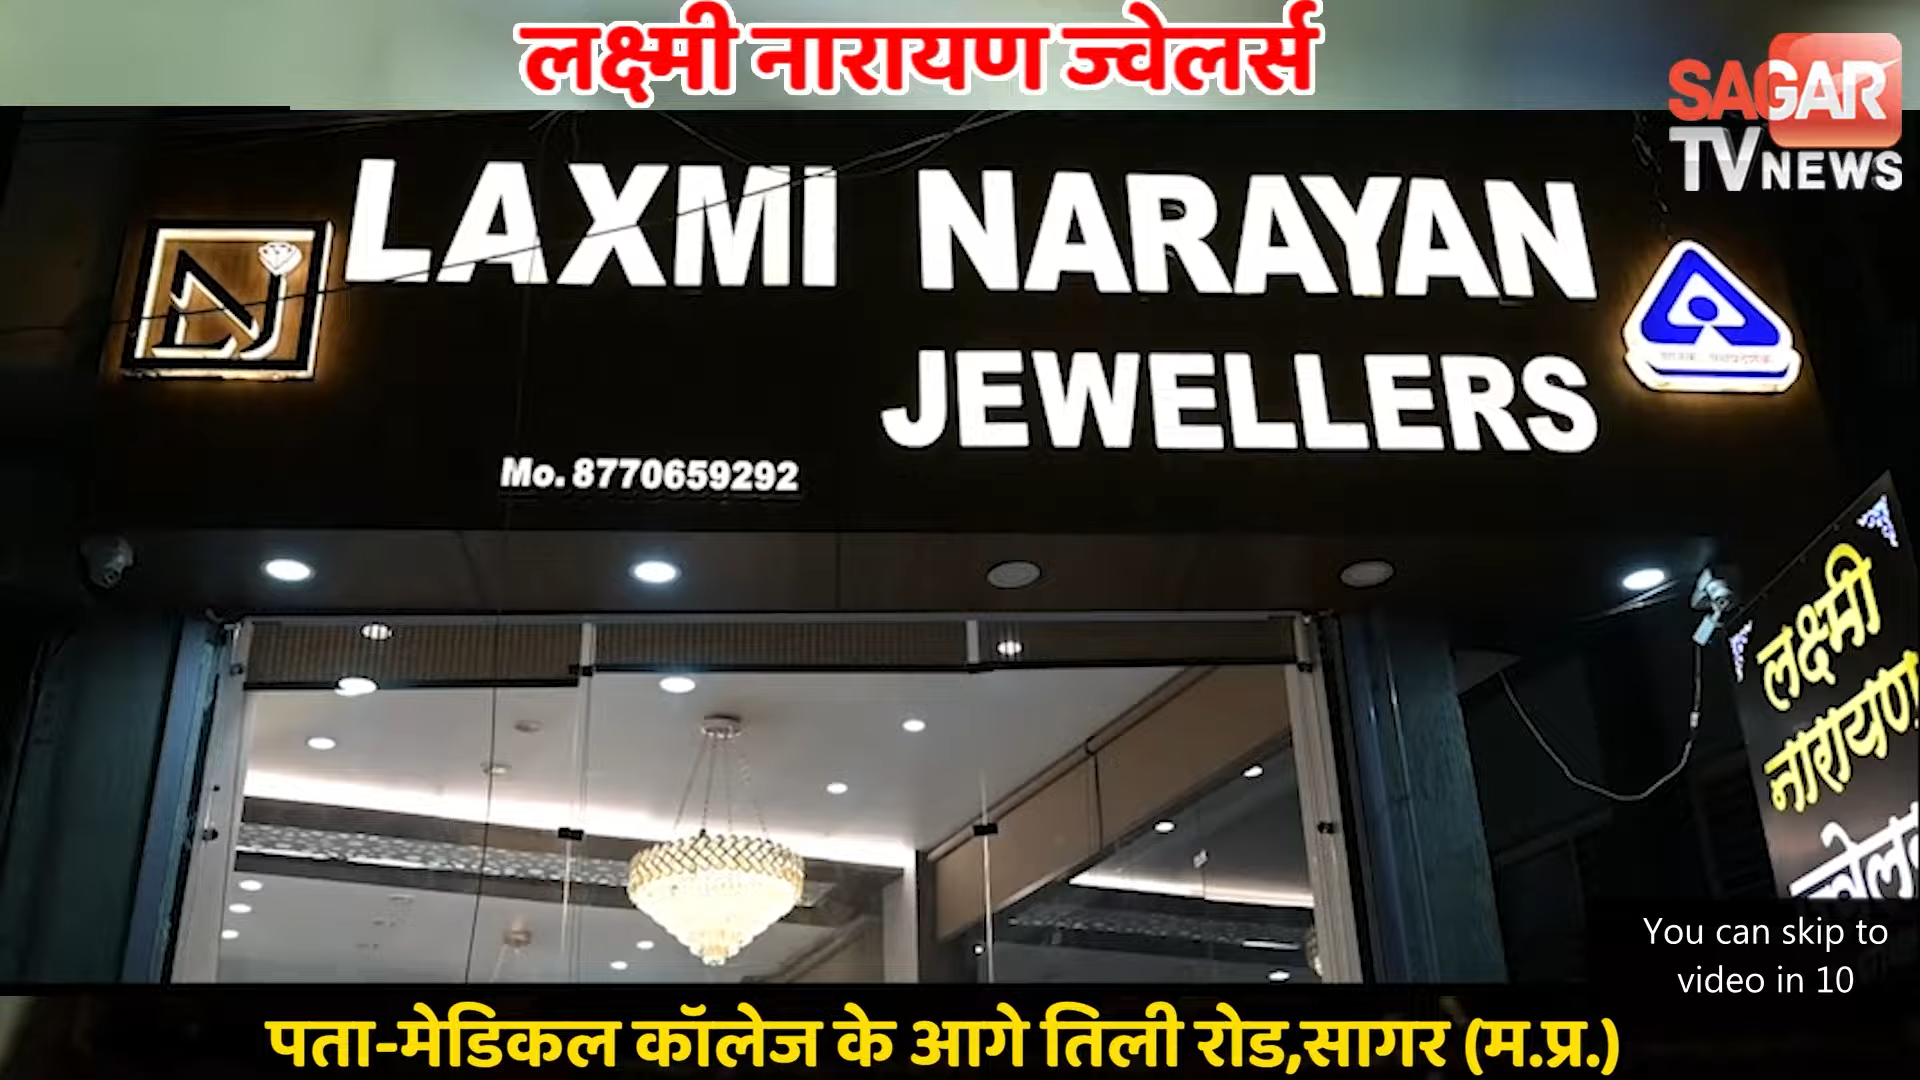 लक्ष्मी नारायण ज्वेलर्स
SAGAR
TV NEWS
LAXMI NARAYAN
JEWELLERS
LNJ
Mo. 8770659292
लक्ष्मी
नारायण
You can skip to
video in 10
पता-मेडिकल कॉलेज के आगे तिली रोड,सागर (म.प्र.)